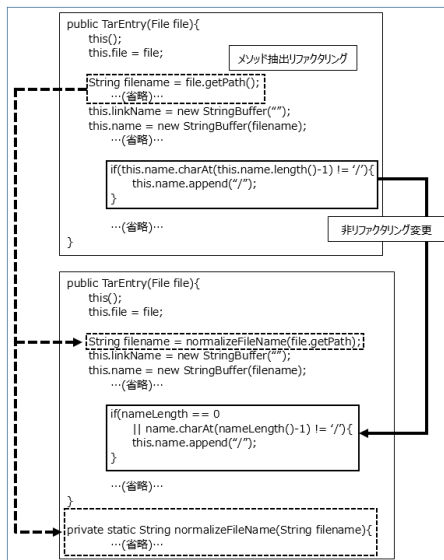 public TarEntry(File file){
this();
this.file = file;
メソッド抽出リファクタリング
String filename = file.getPath();
…(省略)…
this.linkName = new StringBuffer(“”);
this.name = new StringBuffer(filename);
…(省略)…
if(this.name.charAt(this.name.length()-1) != ‘/’){
this.name.append(“/”);
}
…(省略)…
}
非リファクタリング変更
public TarEntry(File file){
this();
this.file = file;
String filename = normalizeFileName(file.getPath);
this.linkName = new StringBuffer(“”);
this.name = new StringBuffer(filename);
…(省略)…
if(nameLength == 0
|| name.charAt(nameLength()-1) != ‘/’){
this.name.append(“/”);
}
…(省略)…
}
private static String normalizeFileName(String filename){
…(省略)…